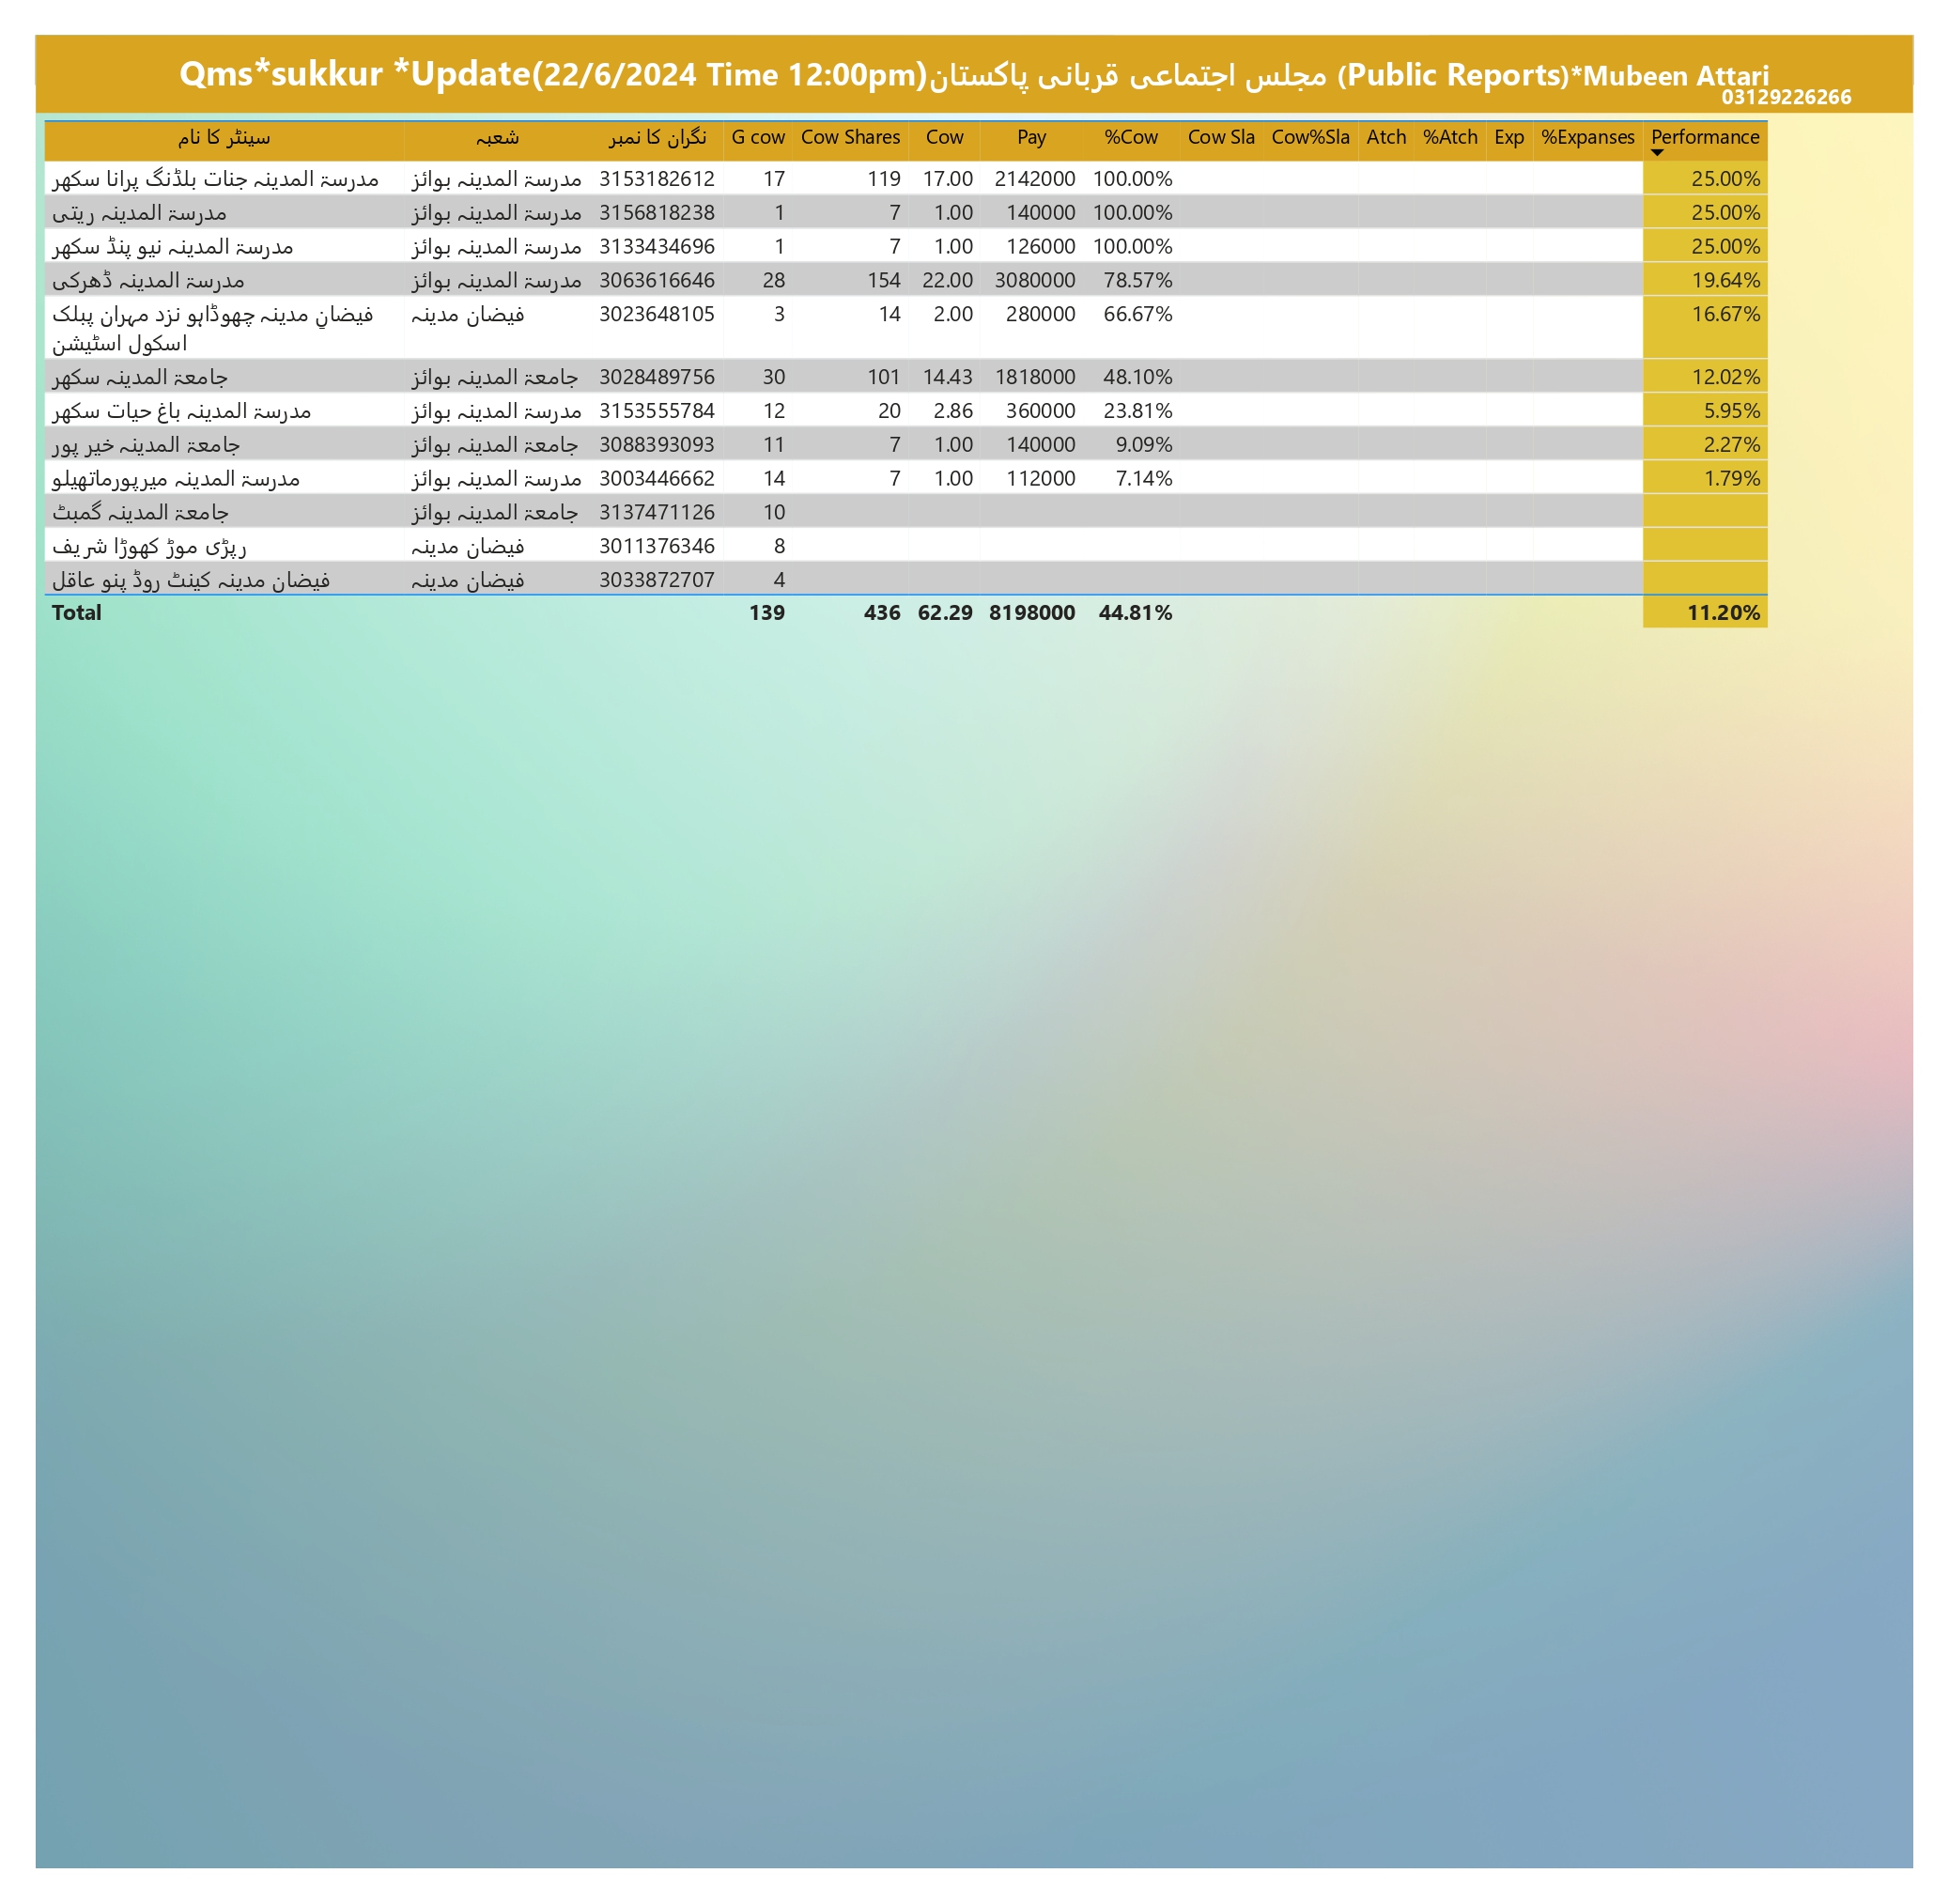 Qms*sukkur *Update(22/6/2024 Time 12:00pm)مجلس اجتماعی قربانی پاکستان (Public Reports)*Mubeen Attari
03129226266
سینٹر کا نام شعبہ نگران کا نمبر G cow Cow Shares Cow Pay %Cow Cow Sla Cow%Sla Atch %Atch Exp %Expanses Performance
مدرسۃ المدینہ جنات بلڈنگ پرانا سکھر مدرسۃ المدینہ بوائز 3153182612 17 119 17.00 2142000 100.00% 25.00%
مدرسۃ المدینہ ریتی مدرسۃ المدینہ بوائز 3156818238 1 7 1.00 140000 100.00% 25.00%
مدرسۃ المدینہ نیو پنڈ سکھر مدرسۃ المدینہ بوائز 3133434696 1 7 1.00 126000 100.00% 25.00%
مدرسۃ المدینہ ڈھرکی مدرسۃ المدینہ بوائز 3063616646 28 154 22.00 3080000 78.57% 19.64%
فیضانِ مدینہ چھوڈاہو نزد مہران پبلک فیضان مدینہ 3023648105 3 14 2.00 280000 66.67% 16.67%
اسکول اسٹیشن
جامعۃ المدینہ سکھر جامعۃ المدینہ بوائز 3028489756 30 101 14.43 1818000 48.10% 12.02%
مدرسۃ المدینہ باغ حیات سکھر مدرسۃ المدینہ بوائز 3153555784 12 20 2.86 360000 23.81% 5.95%
جامعۃ المدینہ خیر پور جامعۃ المدینہ بوائز 3088393093 11 7 1.00 140000 9.09% 2.27%
مدرسۃ المدینہ میرپورماتھیلو مدرسۃ المدینہ بوائز 3003446662 14 7 1.00 112000 7.14% 1.79%
جامعۃ المدینہ گمبٹ جامعۃ المدینہ بوائز 3137471126 10
رپڑی موڑ کھوڑا شریف فیضان مدینہ 3011376346 8
فیضان مدینہ کینٹ روڈ پنو عاقل فیضان مدینہ 3033872707 4
Total 139 436 62.29 8198000 44.81% 11.20%